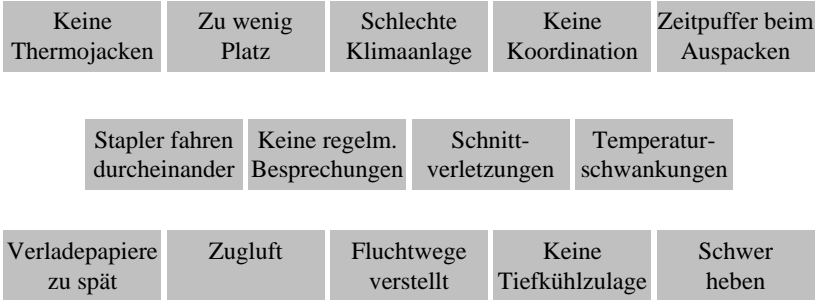 Keine
Thermojacken
Zu wenig
Platz
Schlechte
Klimaanlage
Keine
Koordination
Zeitpuffer beim
Auspacken
Stapler fahren
durcheinander
Keine regelm.
Besprechungen
Schnitt-
verletzungen
Temperatur-
schwankungen
Verladepapiere
zu spät
Zugluft
Fluchtwege
verstellt
Keine
Tiefkühlzulage
Schwer
heben